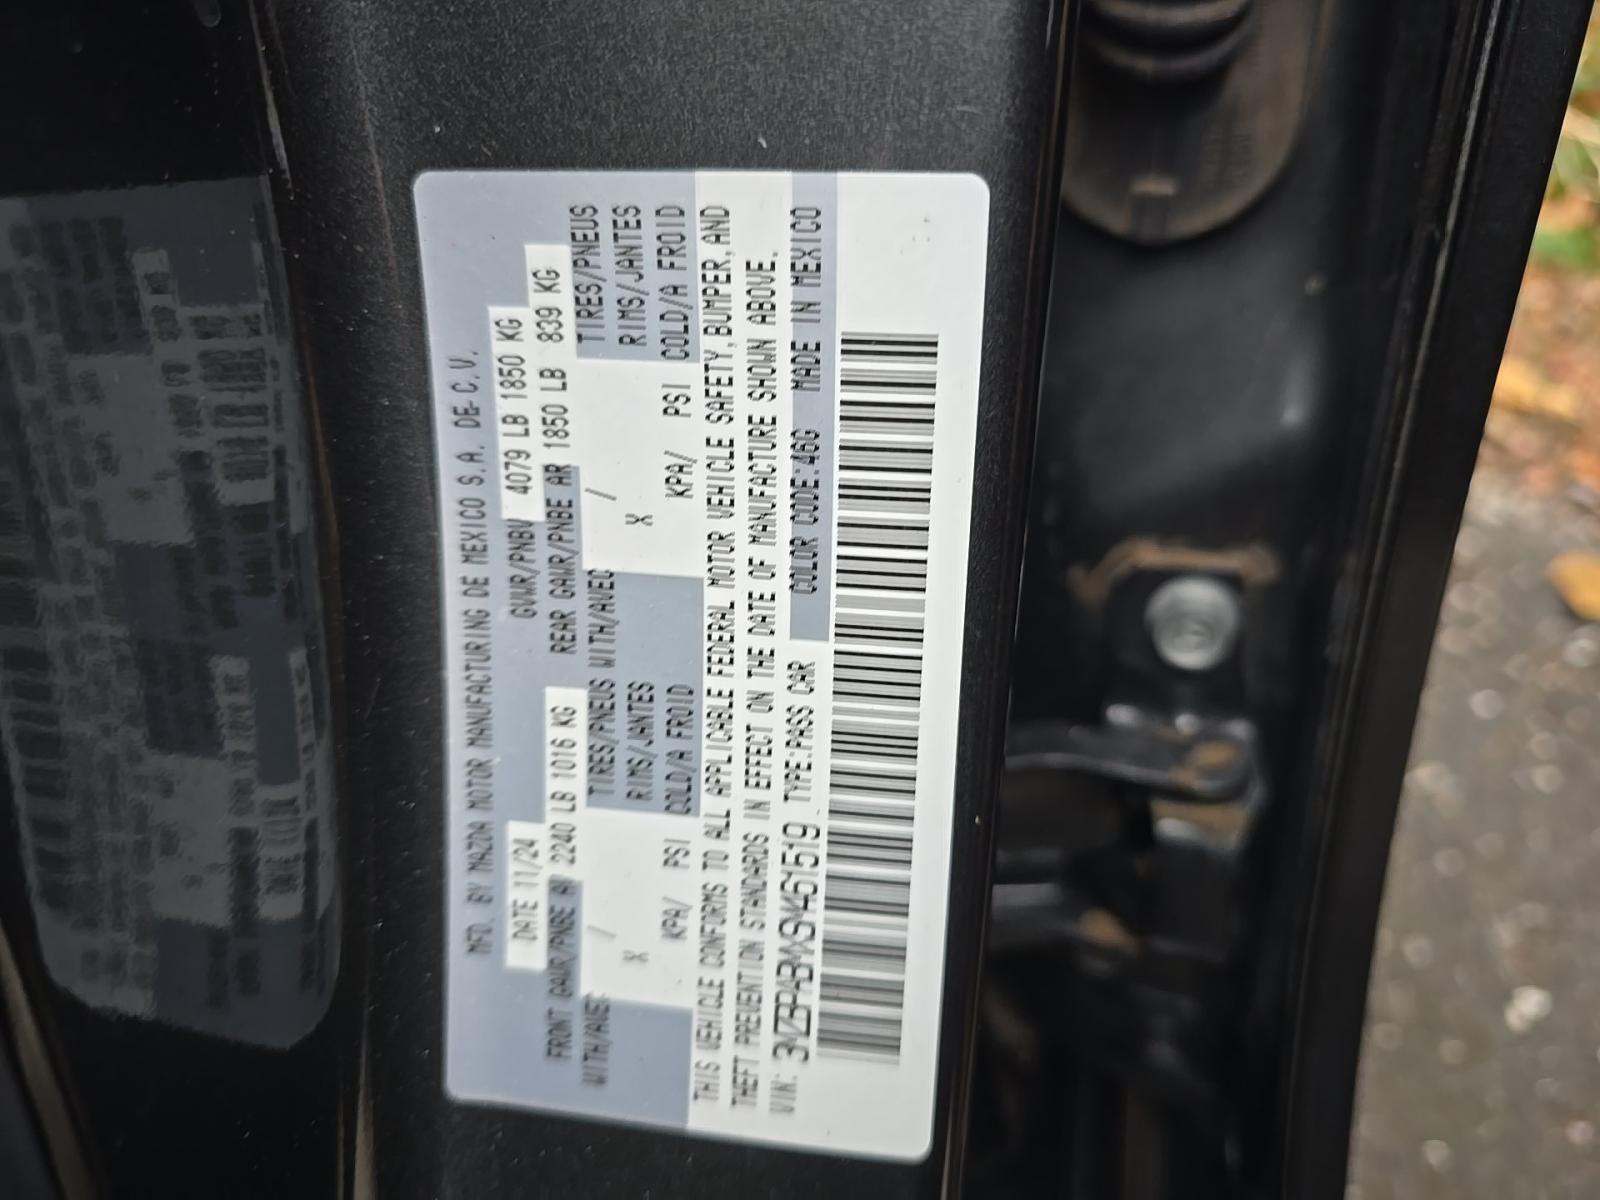 MFD. BY MAZDA MOTOR MANUFACTURING DE MEXICO S.A. DE C.V.
DATE 11/24 GVWR/PNBV 4079 LB 1850 KG
FRONT GAWR/PNBE AV 2240 LB 1016 KG REAR GAWR/PNBE AR 1850 LB 839 KG
WITH/AVEC / TIRES/PNEUS WITH/AVEC / TIRES/PNEUS
X RIMS/JANTES X RIMS/JANTES
KPA/ PSI COLD/A FROID KPA/ PSI COLD/A FROID
THIS VEHICLE CONFORMS TO ALL APPLICABLE FEDERAL MOTOR VEHICLE SAFETY, BUMPER, AND
THEFT PREVENTION STANDARDS IN EFFECT ON THE DATE OF MANUFACTURE SHOWN ABOVE.
VIN: TYPE:PASS CAR COLOR CODE:46G MADE IN MEXICO